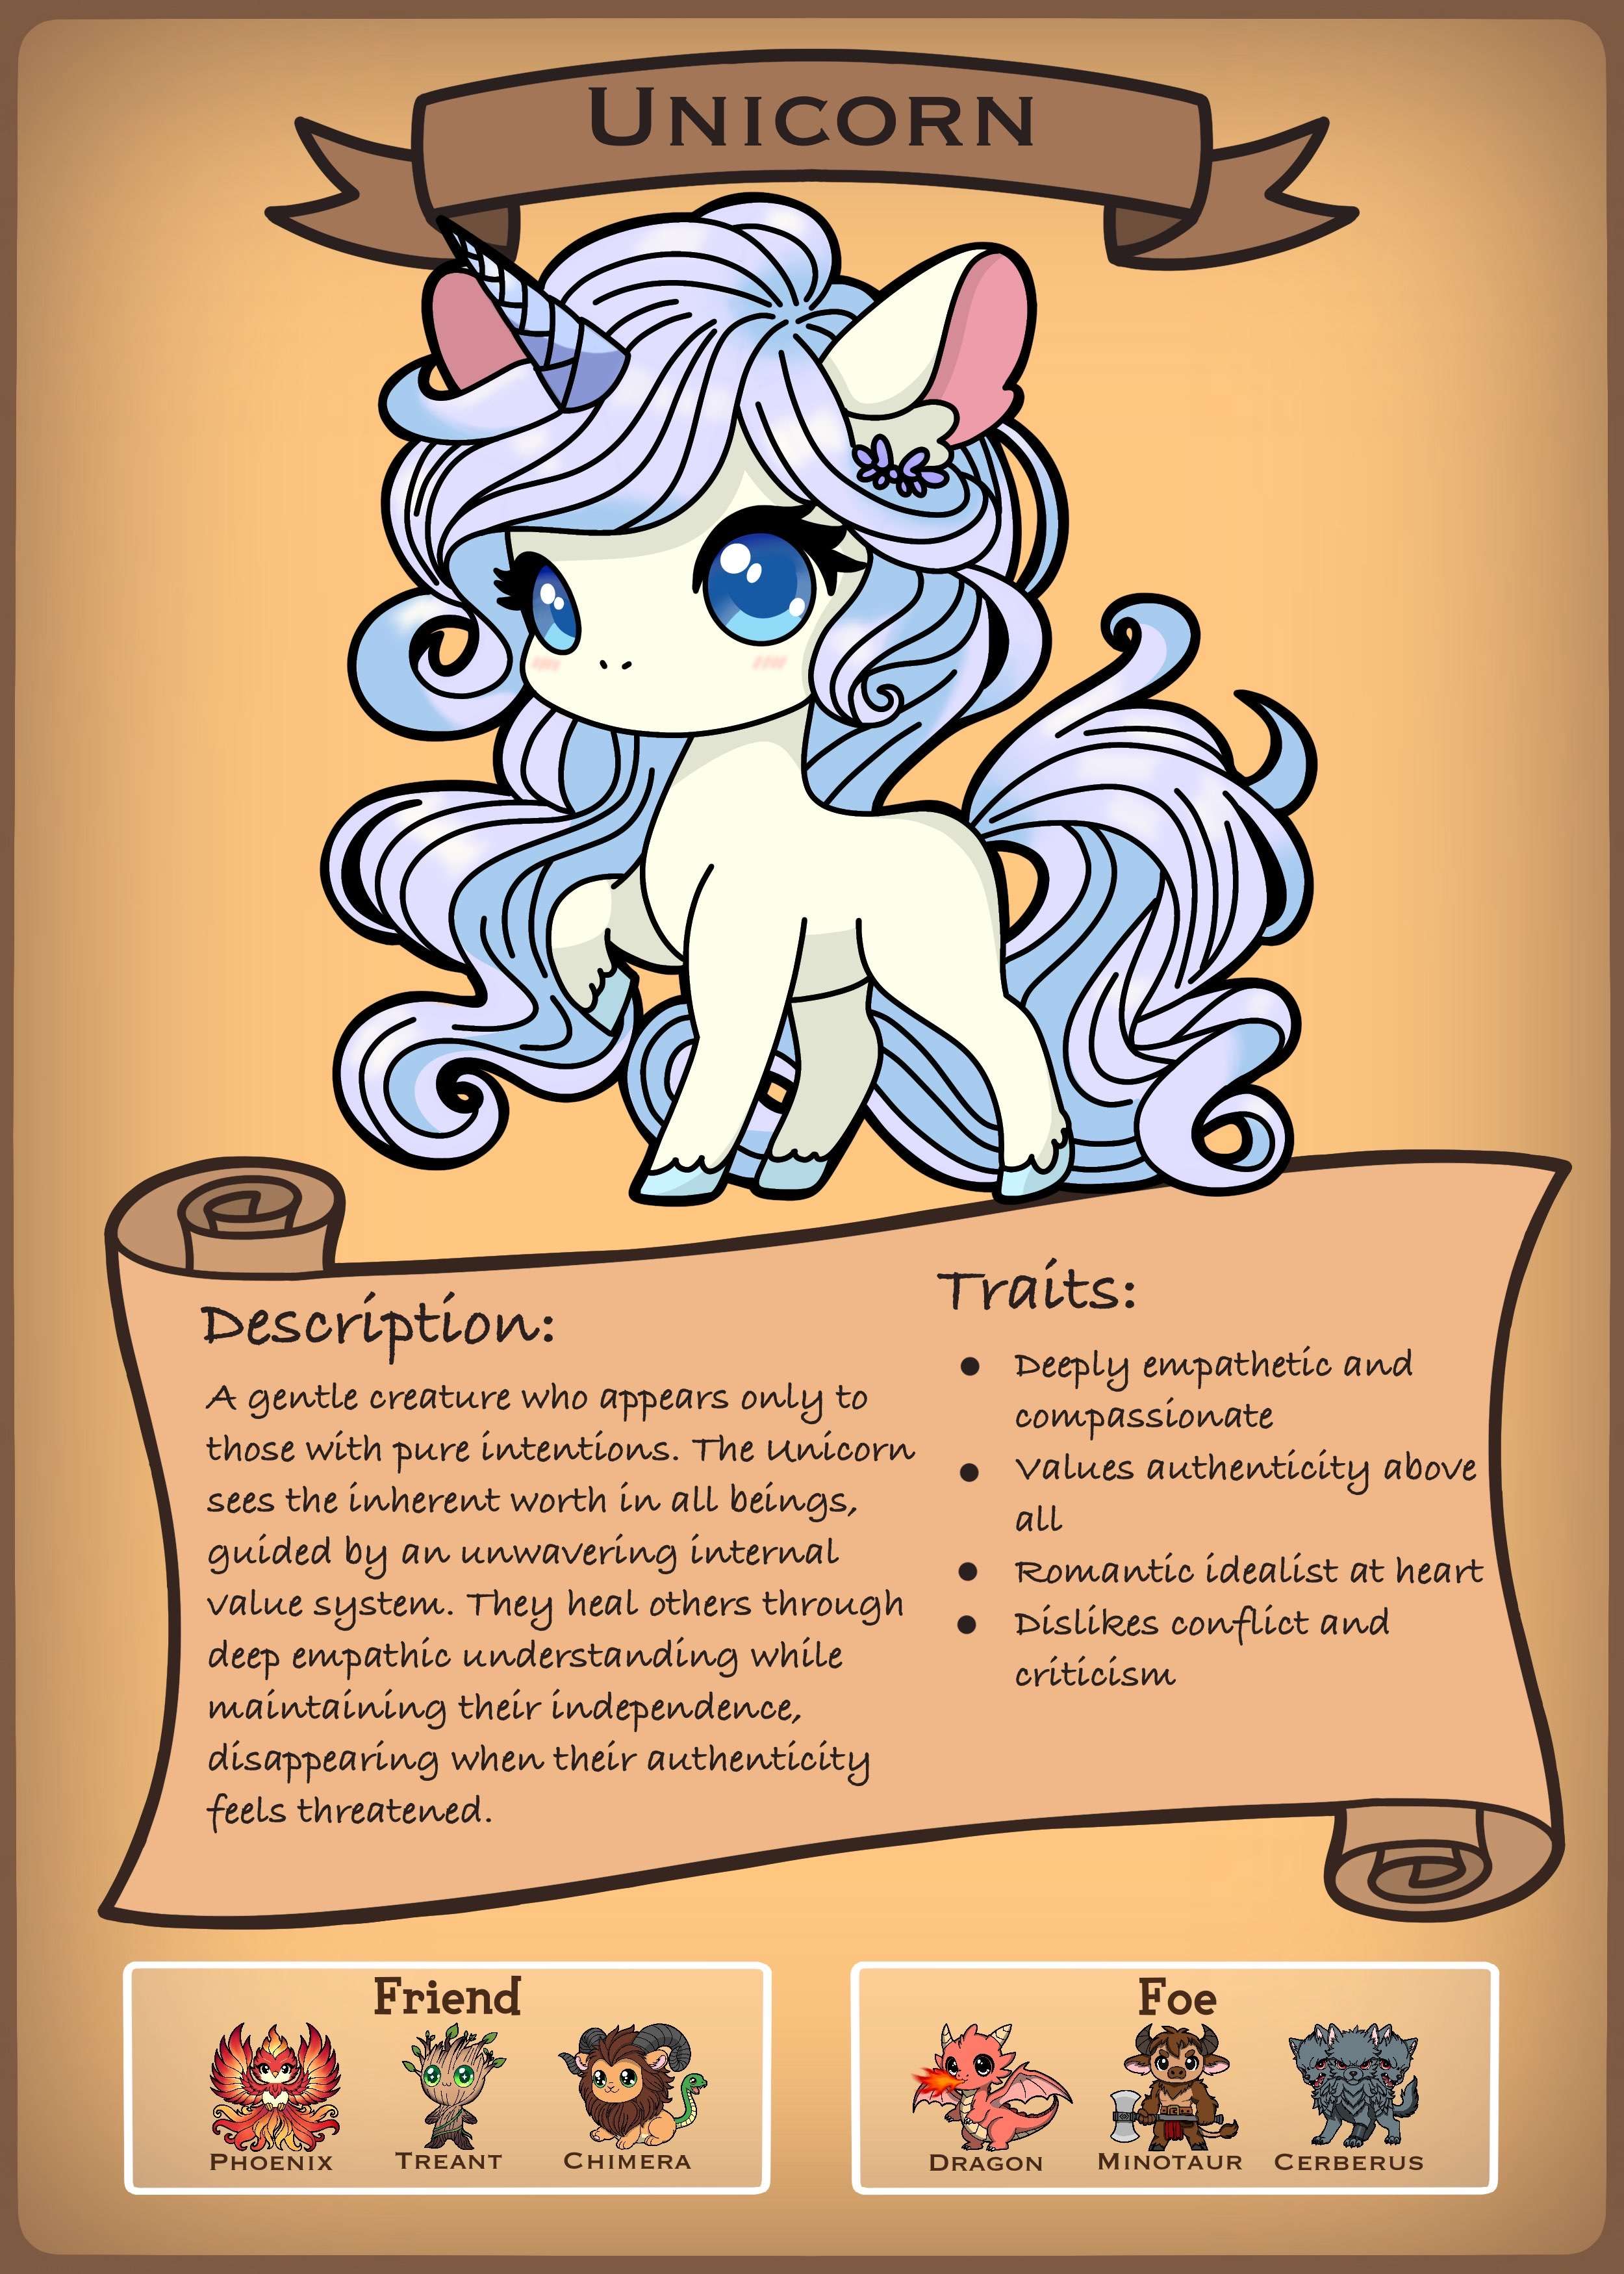 UNICORN
Description:
A gentle creature who appears only to
those with pure intentions. The Unicorn
sees the inherent worth in all beings,
guided by an unwavering internal
value system. They heal others through
deep empathic understanding while
maintaining their independence,
disappearing when their authenticity
feels threatened.
Traits:
● Deeply empathetic and
compassionate
● Values authenticity above
all
● Romantic idealist at heart
● Dislikes conflict and
criticism
Friend
PHOENIX
TREANT
CHIMERA
Foe
DRAGON
MINOTAUR
CERBERUS